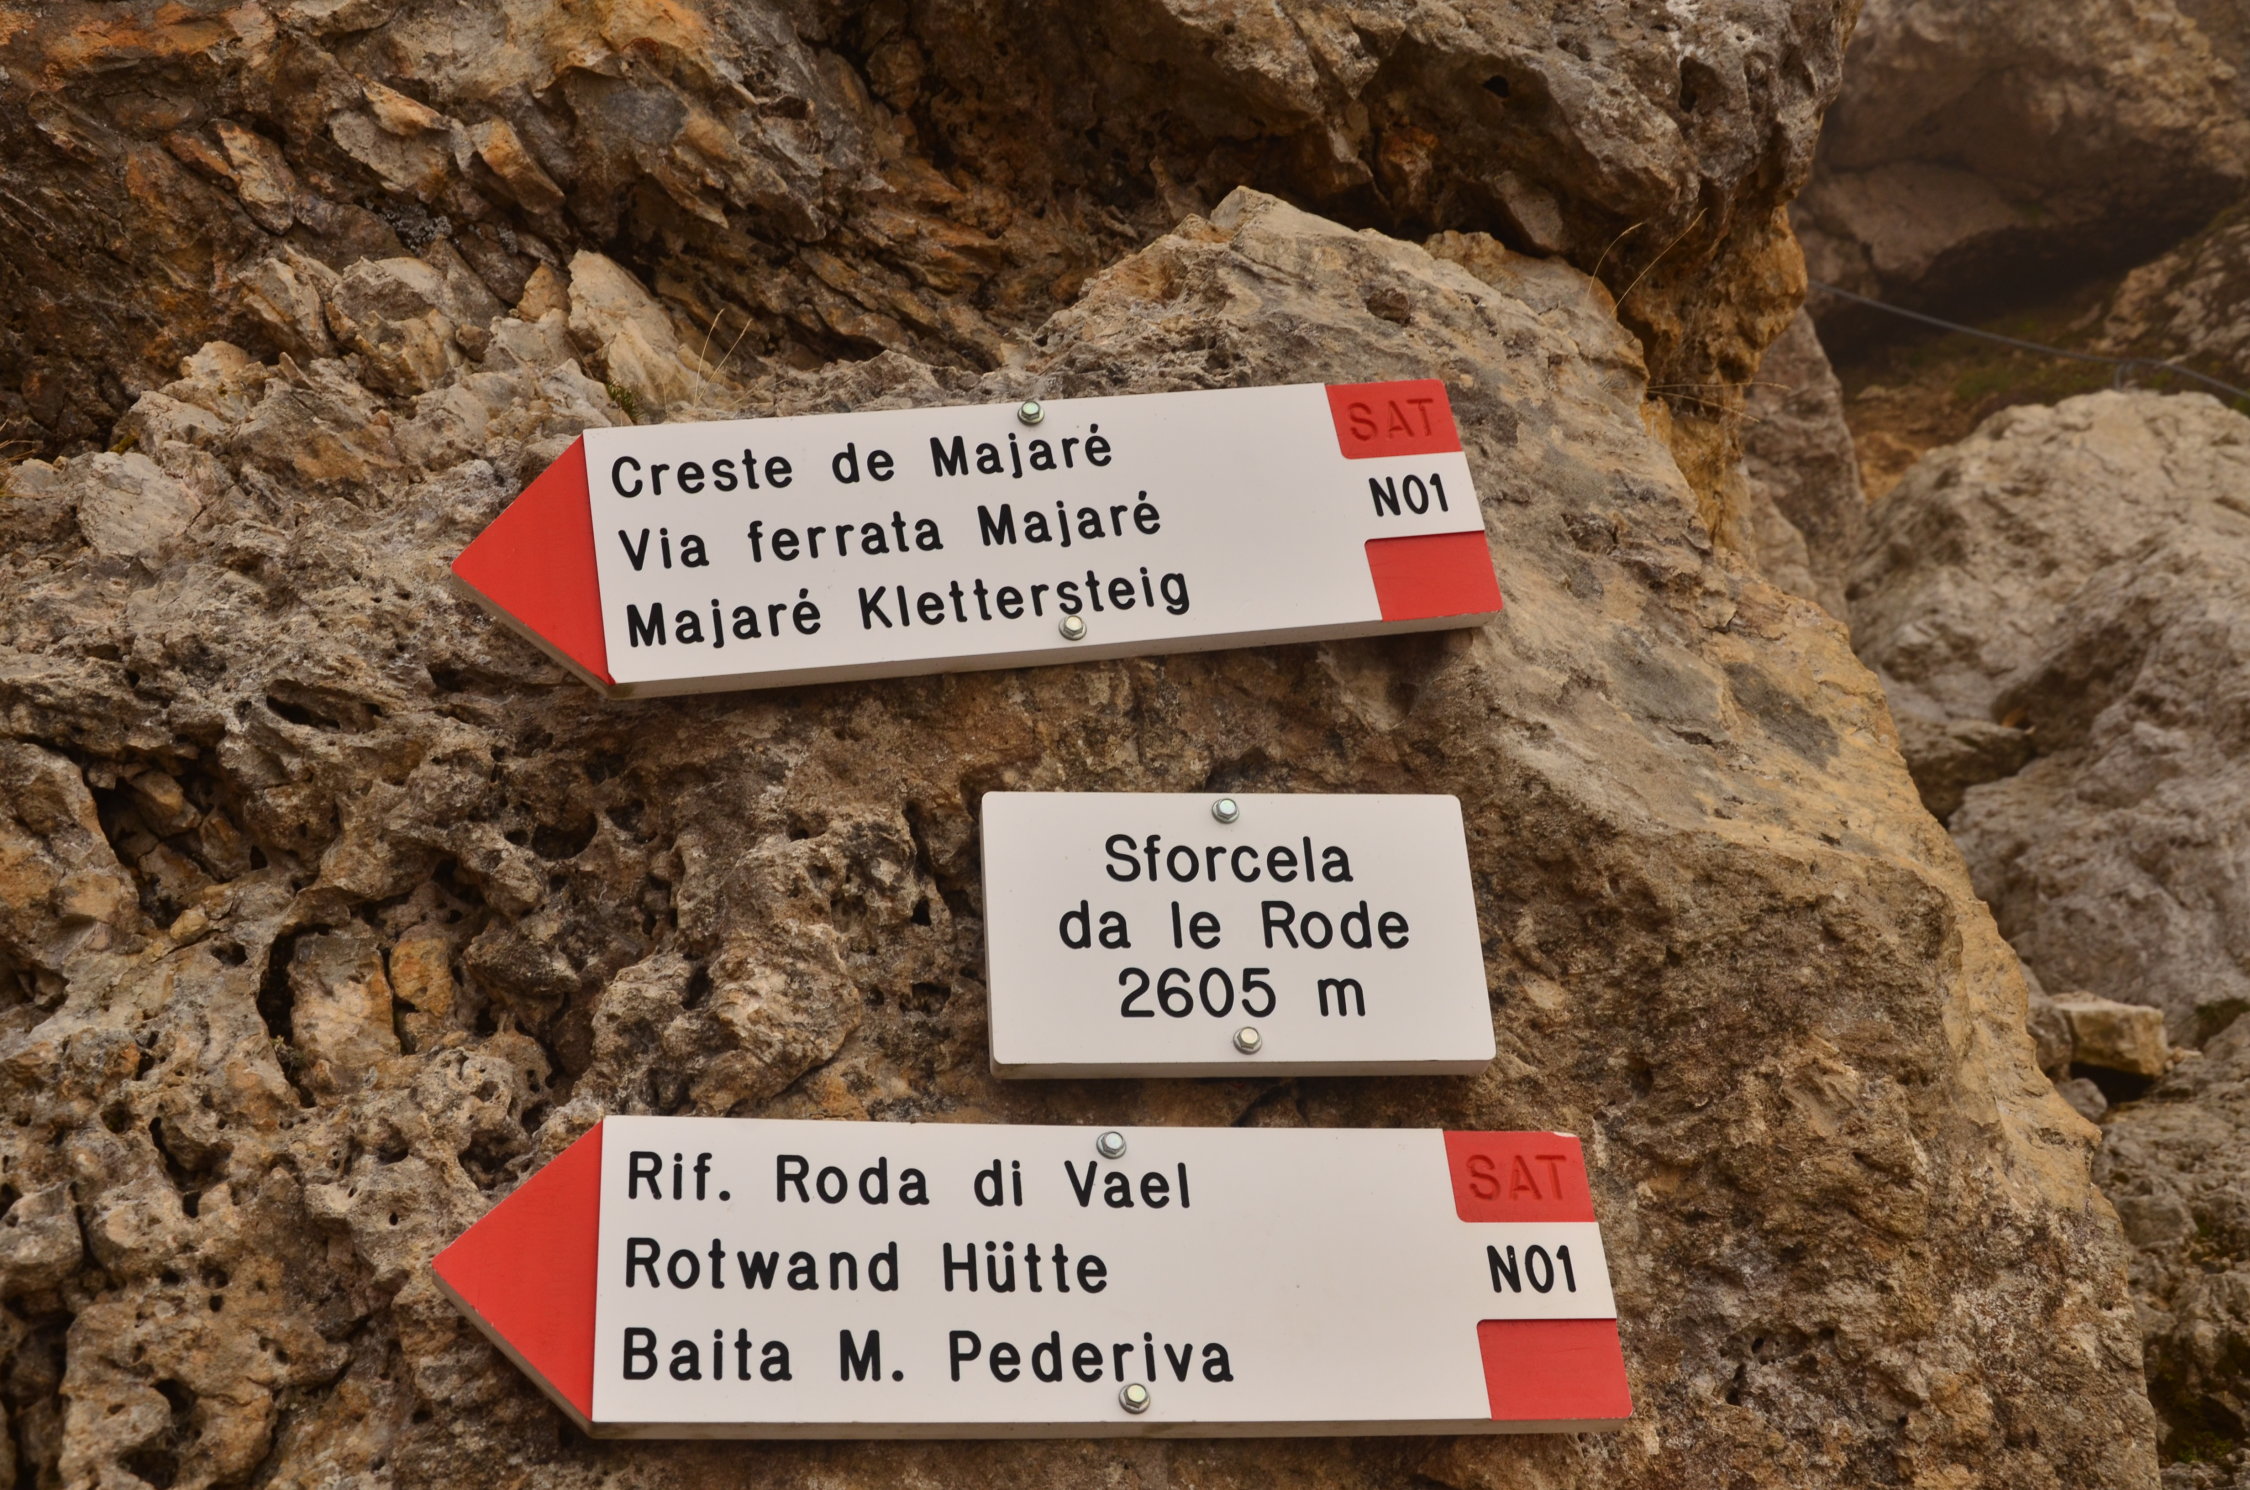 Creste de Majaré
Via ferrata Majaré
Majaré Klettersteig
SAT
N01
Sforcela
da le Rode
2605 m
Rif. Roda di Vael
Rotwand Hütte
Baita M. Pederiva
SAT
N01